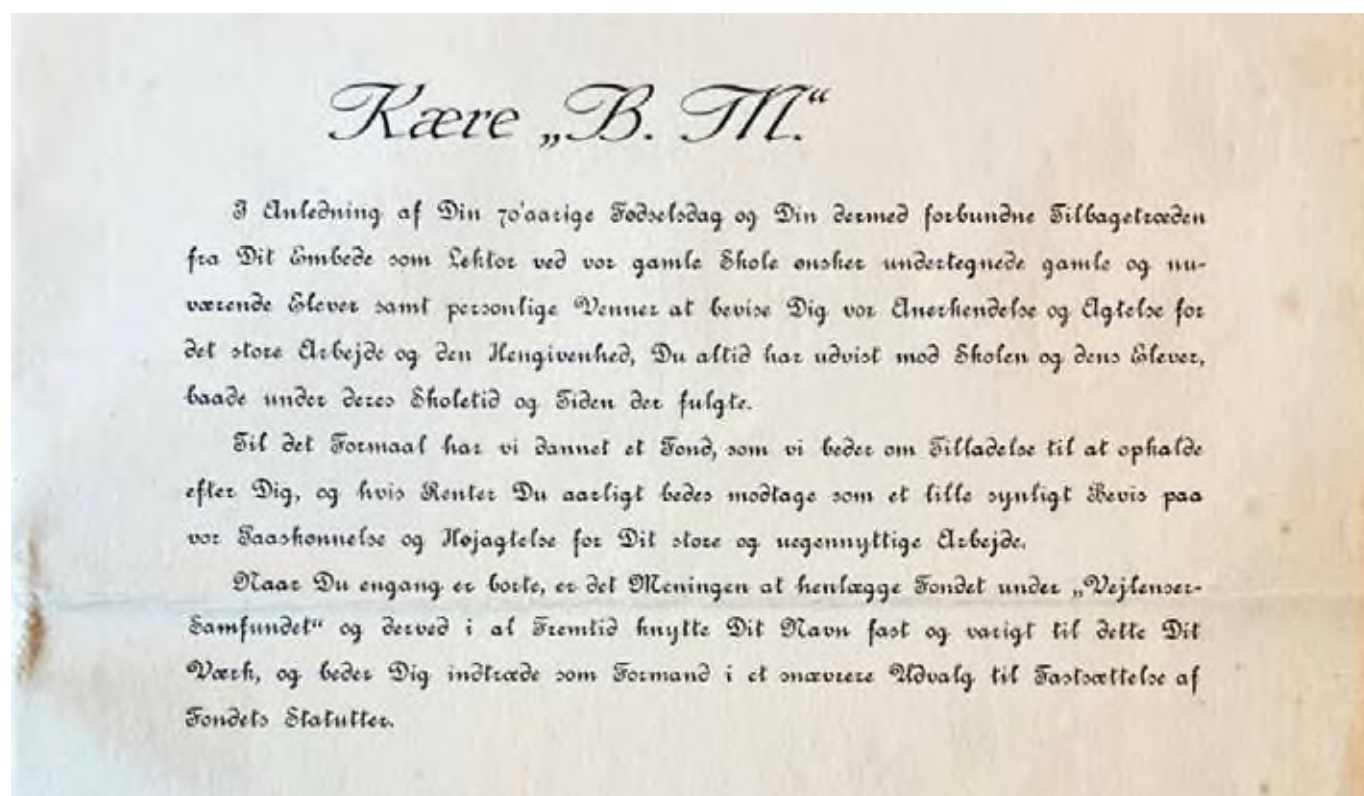 Kære „B. M."
I Anledning af Din 70'aarige Fødselsdag og Din dermed forbundne Tilbagetræden
fra Dit Embede som Lektor ved vor gamle Skole ønsker undertegnede gamle og nu-
værende Elever samt personlige Venner at bevise Dig vor Anerkendelse og Agtelse for
det store Arbejde og den Hengivenhed, Du altid har udvist mod Skolen og dens Elever,
baade under deres Skoletid og Tiden der fulgte.
Til det Formaal har vi dannet et Fond, som vi beder om Tilladelse til at opkalde
efter Dig, og hvis Renter Du aarligt bedes modtage som et lille synligt Bevis paa
vor Paaskønnelse og Højagtelse for Dit store og uegennyttige Arbejde.
Naar Du engang er borte, er det Meningen at henlægge Fondet under „Vejlenser-
Samfundet" og derved i al Fremtid knytte Dit Navn fast og varigt til dette Dit
Værk, og beder Dig indtræde som Formand i et snævrere Udvalg til Fastsættelse af
Fondets Statutter.